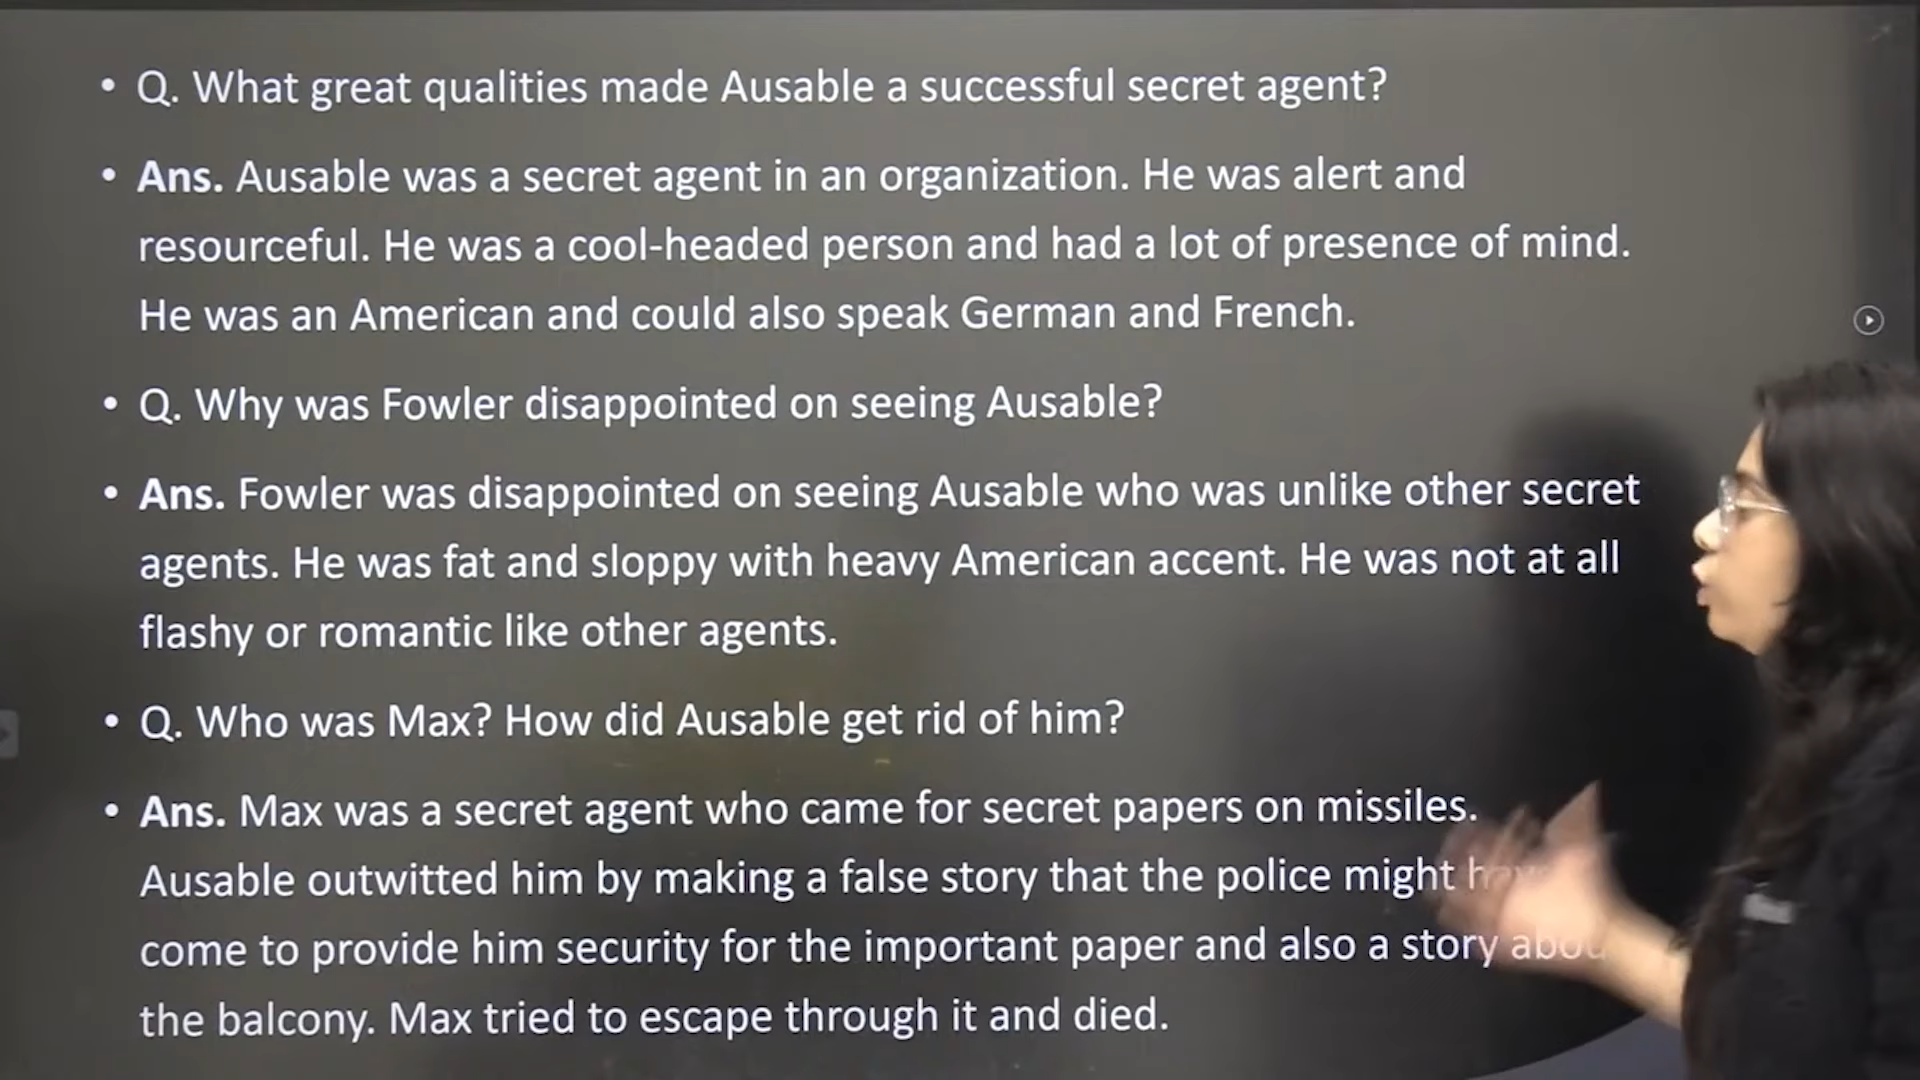 • Q. What great qualities made Ausable a successful secret agent?
• Ans. Ausable was a secret agent in an organization. He was alert and
resourceful. He was a cool-headed person and had a lot of presence of mind.
He was an American and could also speak German and French.
• Q. Why was Fowler disappointed on seeing Ausable?
• Ans. Fowler was disappointed on seeing Ausable who was unlike other secret
agents. He was fat and sloppy with heavy American accent. He was not at all
flashy or romantic like other agents.
• Q. Who was Max? How did Ausable get rid of him?
• Ans. Max was a secret agent who came for secret papers on missiles.
Ausable outwitted him by making a false story that the police might
come to provide him security for the important paper and also a story
the balcony. Max tried to escape through it and died.